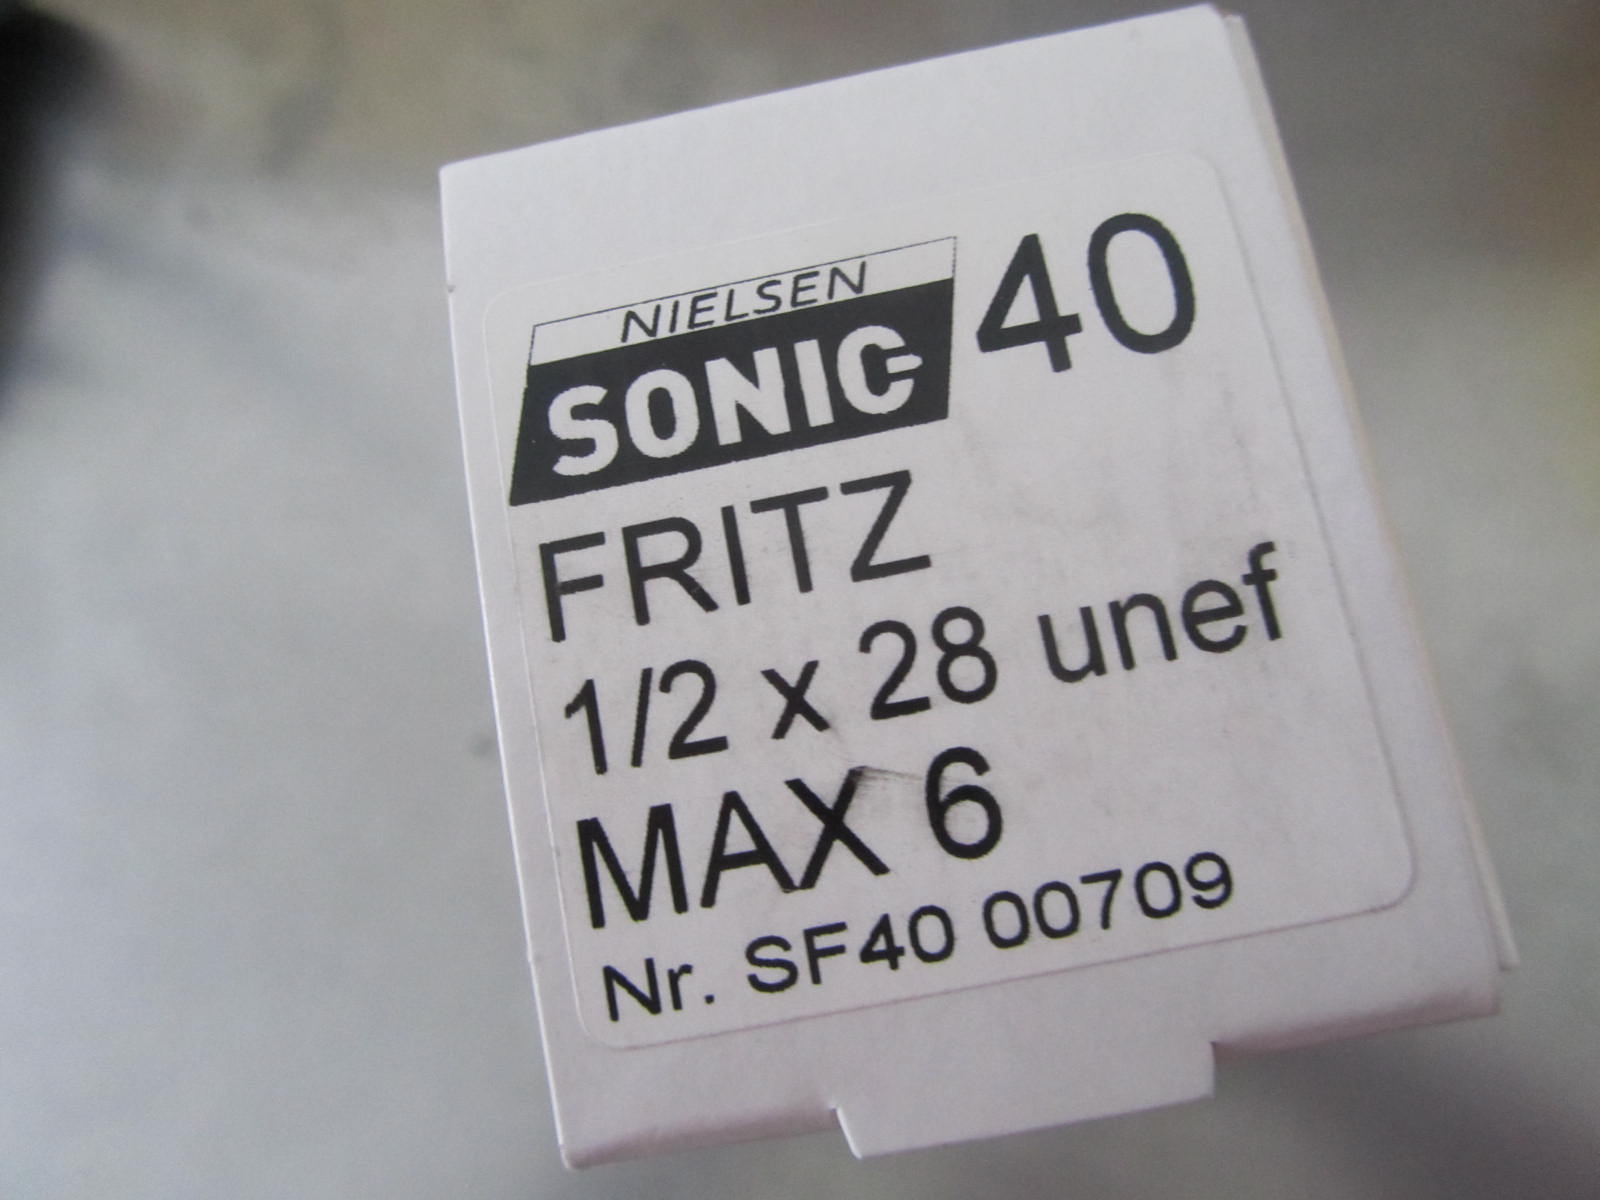 NIELSEN
SONIC 40
FRITZ
1/2 x 28 unef
MAX 6
Nr. SF40 00709